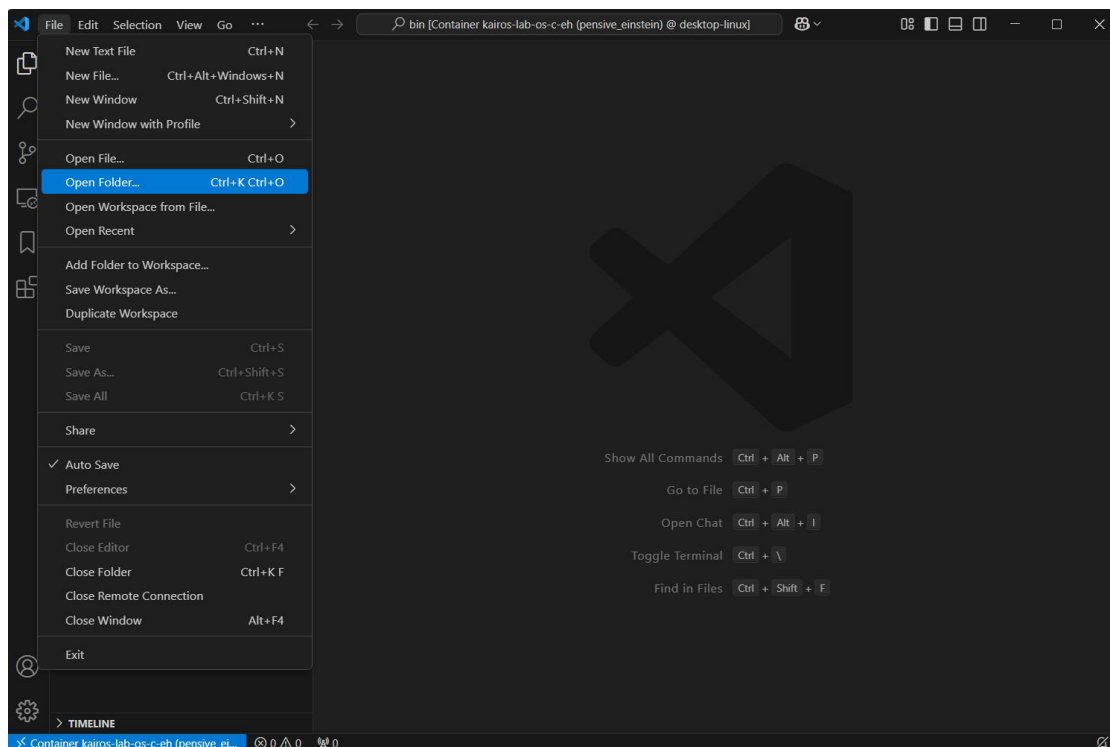 File Edit Selection View Go ··· bin [Container kairos-lab-os-c-eh (pensive_einstein) @ desktop-linux]
New Text File Ctrl+N
New File... Ctrl+Alt+Windows+N
New Window Ctrl+Shift+N
New Window with Profile
Open File... Ctrl+O
Open Folder... Ctrl+K Ctrl+O
Open Workspace from File...
Open Recent
Add Folder to Workspace...
Save Workspace As...
Duplicate Workspace
Save Ctrl+S
Save As... Ctrl+Shift+S
Save All Ctrl+K S
Share
Auto Save
Preferences
Revert File
Close Editor Ctrl+F4
Close Folder Ctrl+K F
Close Remote Connection
Close Window Alt+F4
Exit
Show All Commands Ctrl + Alt + P
Go to File Ctrl + P
Open Chat Ctrl + Alt + I
Toggle Terminal Ctrl + \
Find in Files Ctrl + Shift + F
TIMELINE
Container kairos-lab-os-c-eh (pensive_ei... 0 0 0